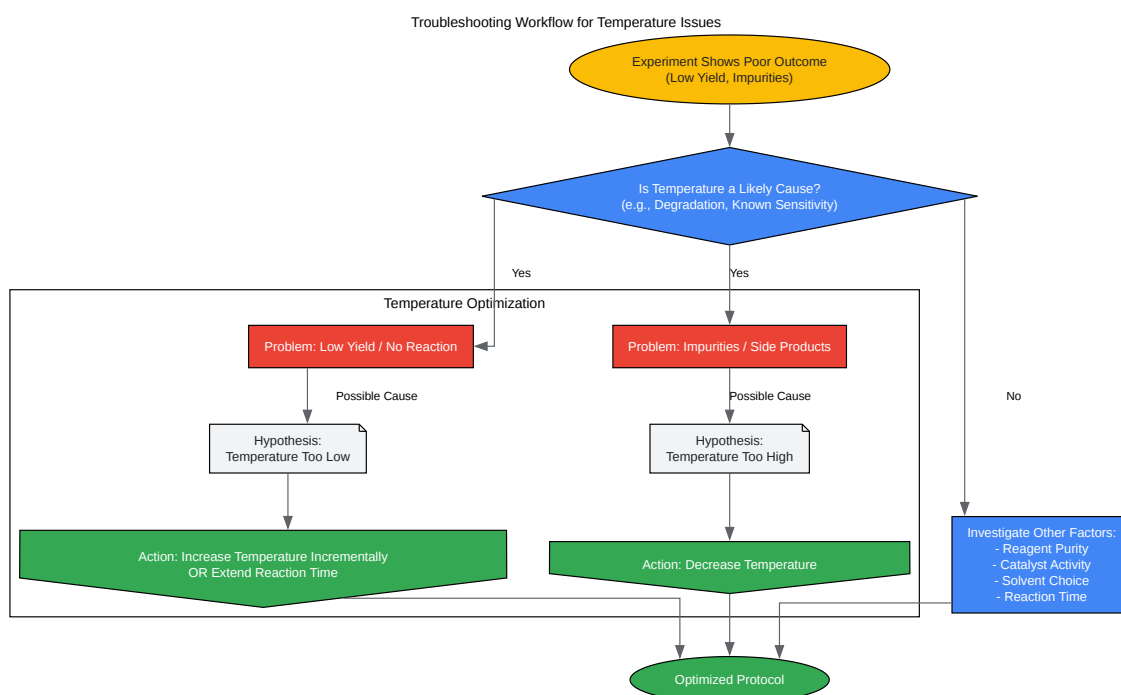 Troubleshooting Workflow for Temperature Issues
Experiment Shows Poor Outcome
(Low Yield, Impurities)
Is Temperature a Likely Cause?
(e.g., Degradation, Known Sensitivity)
Yes
Yes
Temperature Optimization
Problem: Low Yield / No Reaction
Problem: Impurities / Side Products
Possible Cause
Possible Cause
No
Hypothesis:
Temperature Too Low
Hypothesis:
Temperature Too High
Action: Increase Temperature Incrementally
OR Extend Reaction Time
Action: Decrease Temperature
Investigate Other Factors:
- Reagent Purity
- Catalyst Activity
- Solvent Choice
- Reaction Time
Optimized Protocol